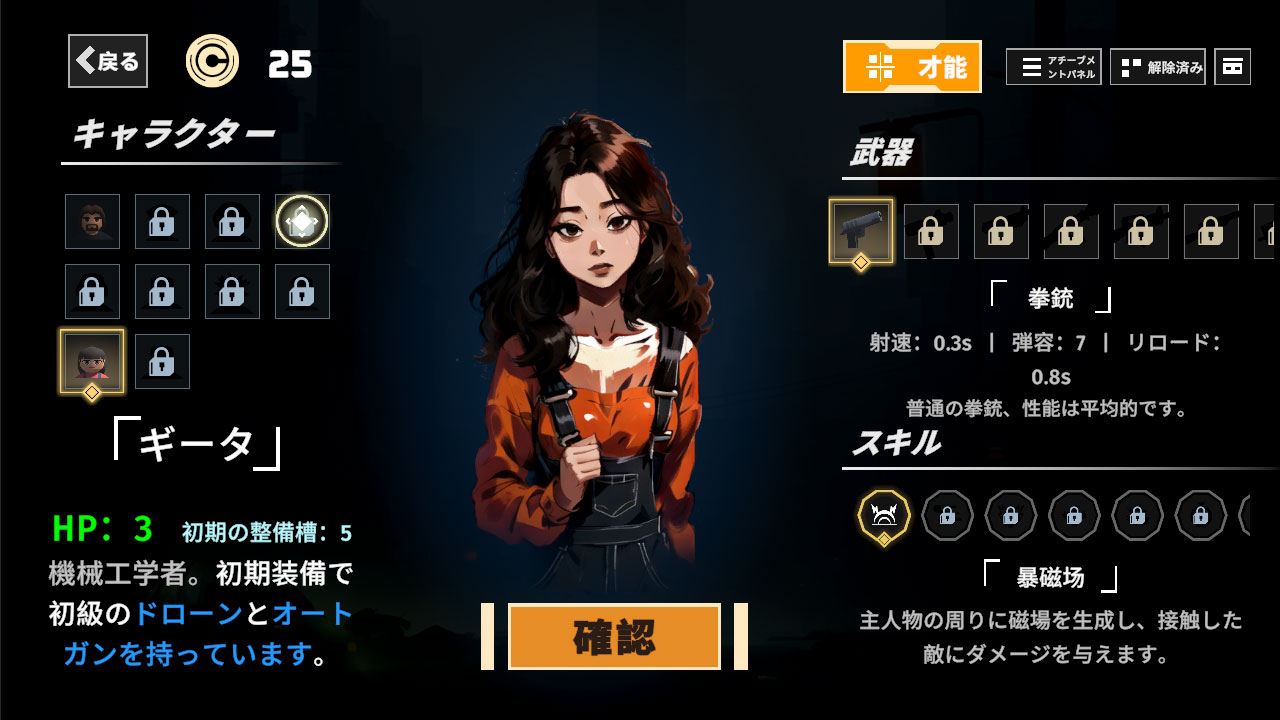 戻る
25
才能
アチーブメ
ントパネル
解除済み
キャラクター
ギータ
HP：3 初期の整備槽：5
機械工学者。初期装備で
初級のドローンとオート
ガンを持っています。
確認
武器
拳銃
射速：0.3s | 弾容：7 | リロード：
0.8s
普通の拳銃、性能は平均的です。
スキル
暴磁场
主人物の周りに磁場を生成し、接触した
敵にダメージを与えます。